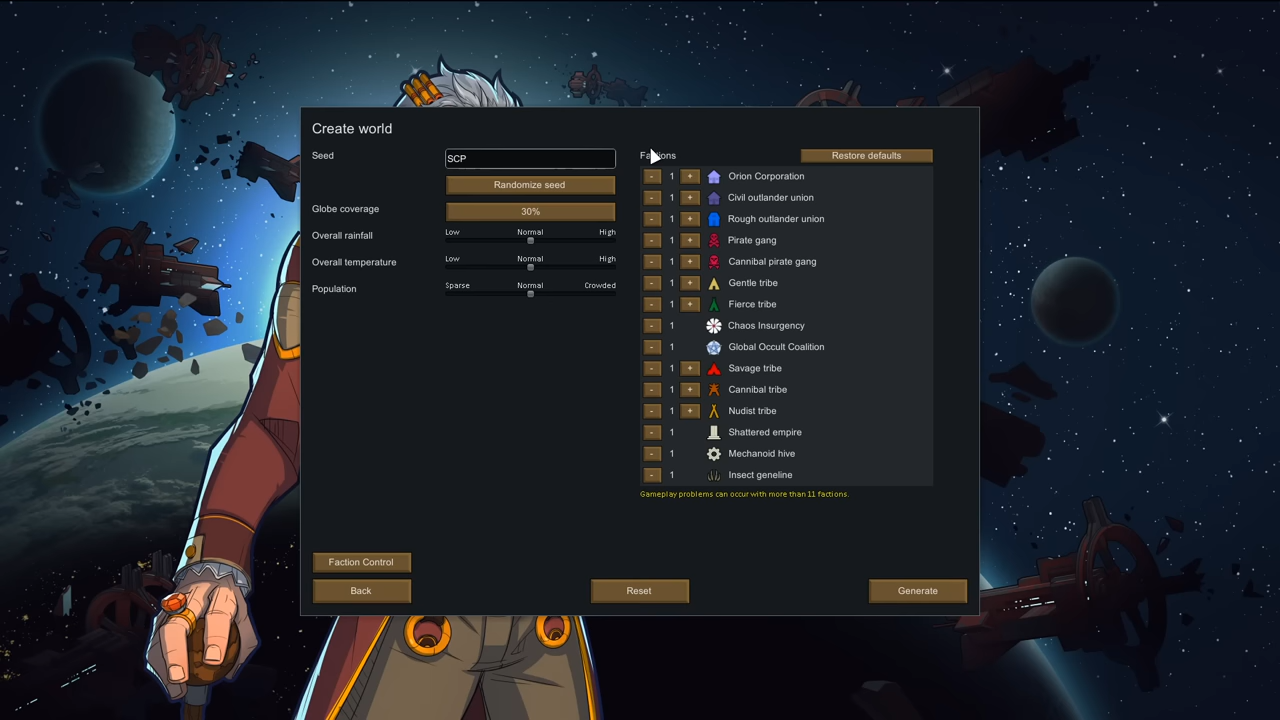 Create world
Seed
SCP
Randomize seed
Globe coverage
30%
Overall rainfall
Low Normal High
Overall temperature
Low Normal High
Population
Sparse Normal Crowded
Factions
Restore defaults
- 1 + Orion Corporation
- 1 + Civil outlander union
- 1 + Rough outlander union
- 1 + Pirate gang
- 1 + Cannibal pirate gang
- 1 + Gentle tribe
- 1 + Fierce tribe
- 1 Chaos Insurgency
- 1 Global Occult Coalition
- 1 + Savage tribe
- 1 + Cannibal tribe
- 1 + Nudist tribe
- 1 Shattered empire
- 1 Mechanoid hive
- 1 Insect geneline
Gameplay problems can occur with more than 11 factions.
Faction Control
Back
Reset
Generate